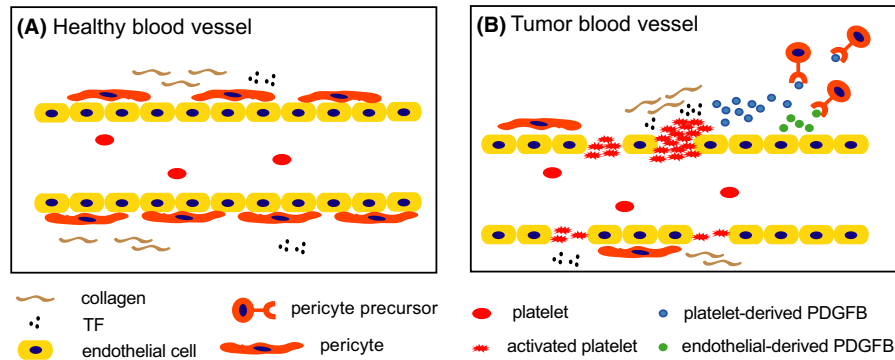 (A) Healthy blood vessel
(B) Tumor blood vessel
collagen
TF
endothelial cell
pericyte precursor
pericyte
platelet
activated platelet
platelet-derived PDGFB
endothelial-derived PDGFB